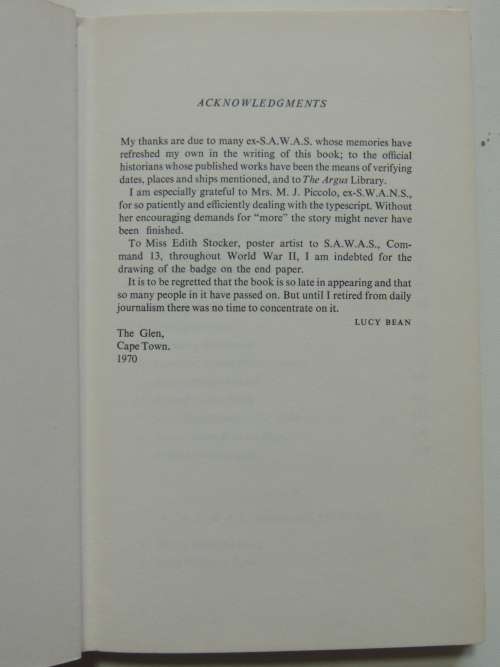 ACKNOWLEDGMENTS
My thanks are due to many ex-S.A.W.A.S. whose memories have
refreshed my own in the writing of this book; to the official
historians whose published works have been the means of verifying
dates, places and ships mentioned, and to The Argus Library.
I am especially grateful to Mrs. M. J. Piccolo, ex-S.W.A.N.S.,
for so patiently and efficiently dealing with the typescript. Without
her encouraging demands for “more” the story might never have
been finished.
To Miss Edith Stocker, poster artist to S.A.W.A.S., Com-
mand 13, throughout World War II, I am indebted for the
drawing of the badge on the end paper.
It is to be regretted that the book is so late in appearing and that
so many people in it have passed on. But until I retired from daily
journalism there was no time to concentrate on it.
LUCY BEAN
The Glen,
Cape Town.
1970